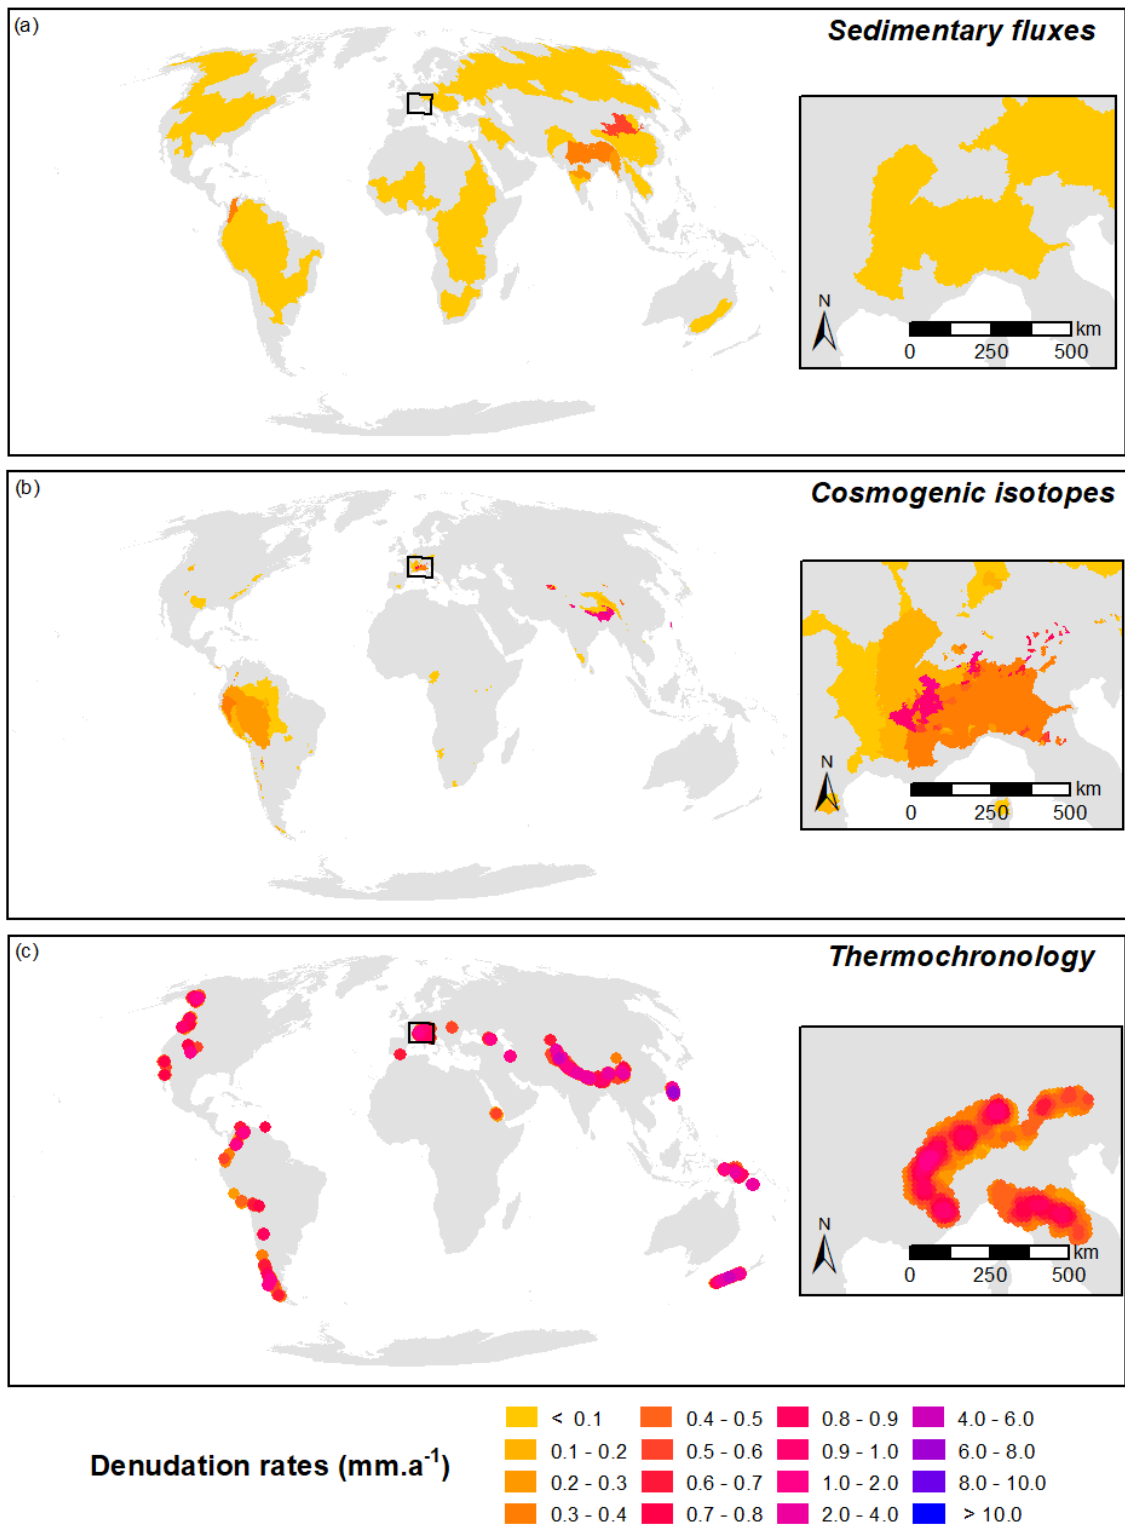 (a)
Sedimentary fluxes
N
km
0 250 500
(b)
Cosmogenic isotopes
N
km
0 250 500
(c)
Thermochronology
N
km
0 250 500
Denudation rates (mm.a⁻¹)
< 0.1
0.1 - 0.2
0.2 - 0.3
0.3 - 0.4
0.4 - 0.5
0.5 - 0.6
0.6 - 0.7
0.7 - 0.8
0.8 - 0.9
0.9 - 1.0
1.0 - 2.0
2.0 - 4.0
4.0 - 6.0
6.0 - 8.0
8.0 - 10.0
> 10.0